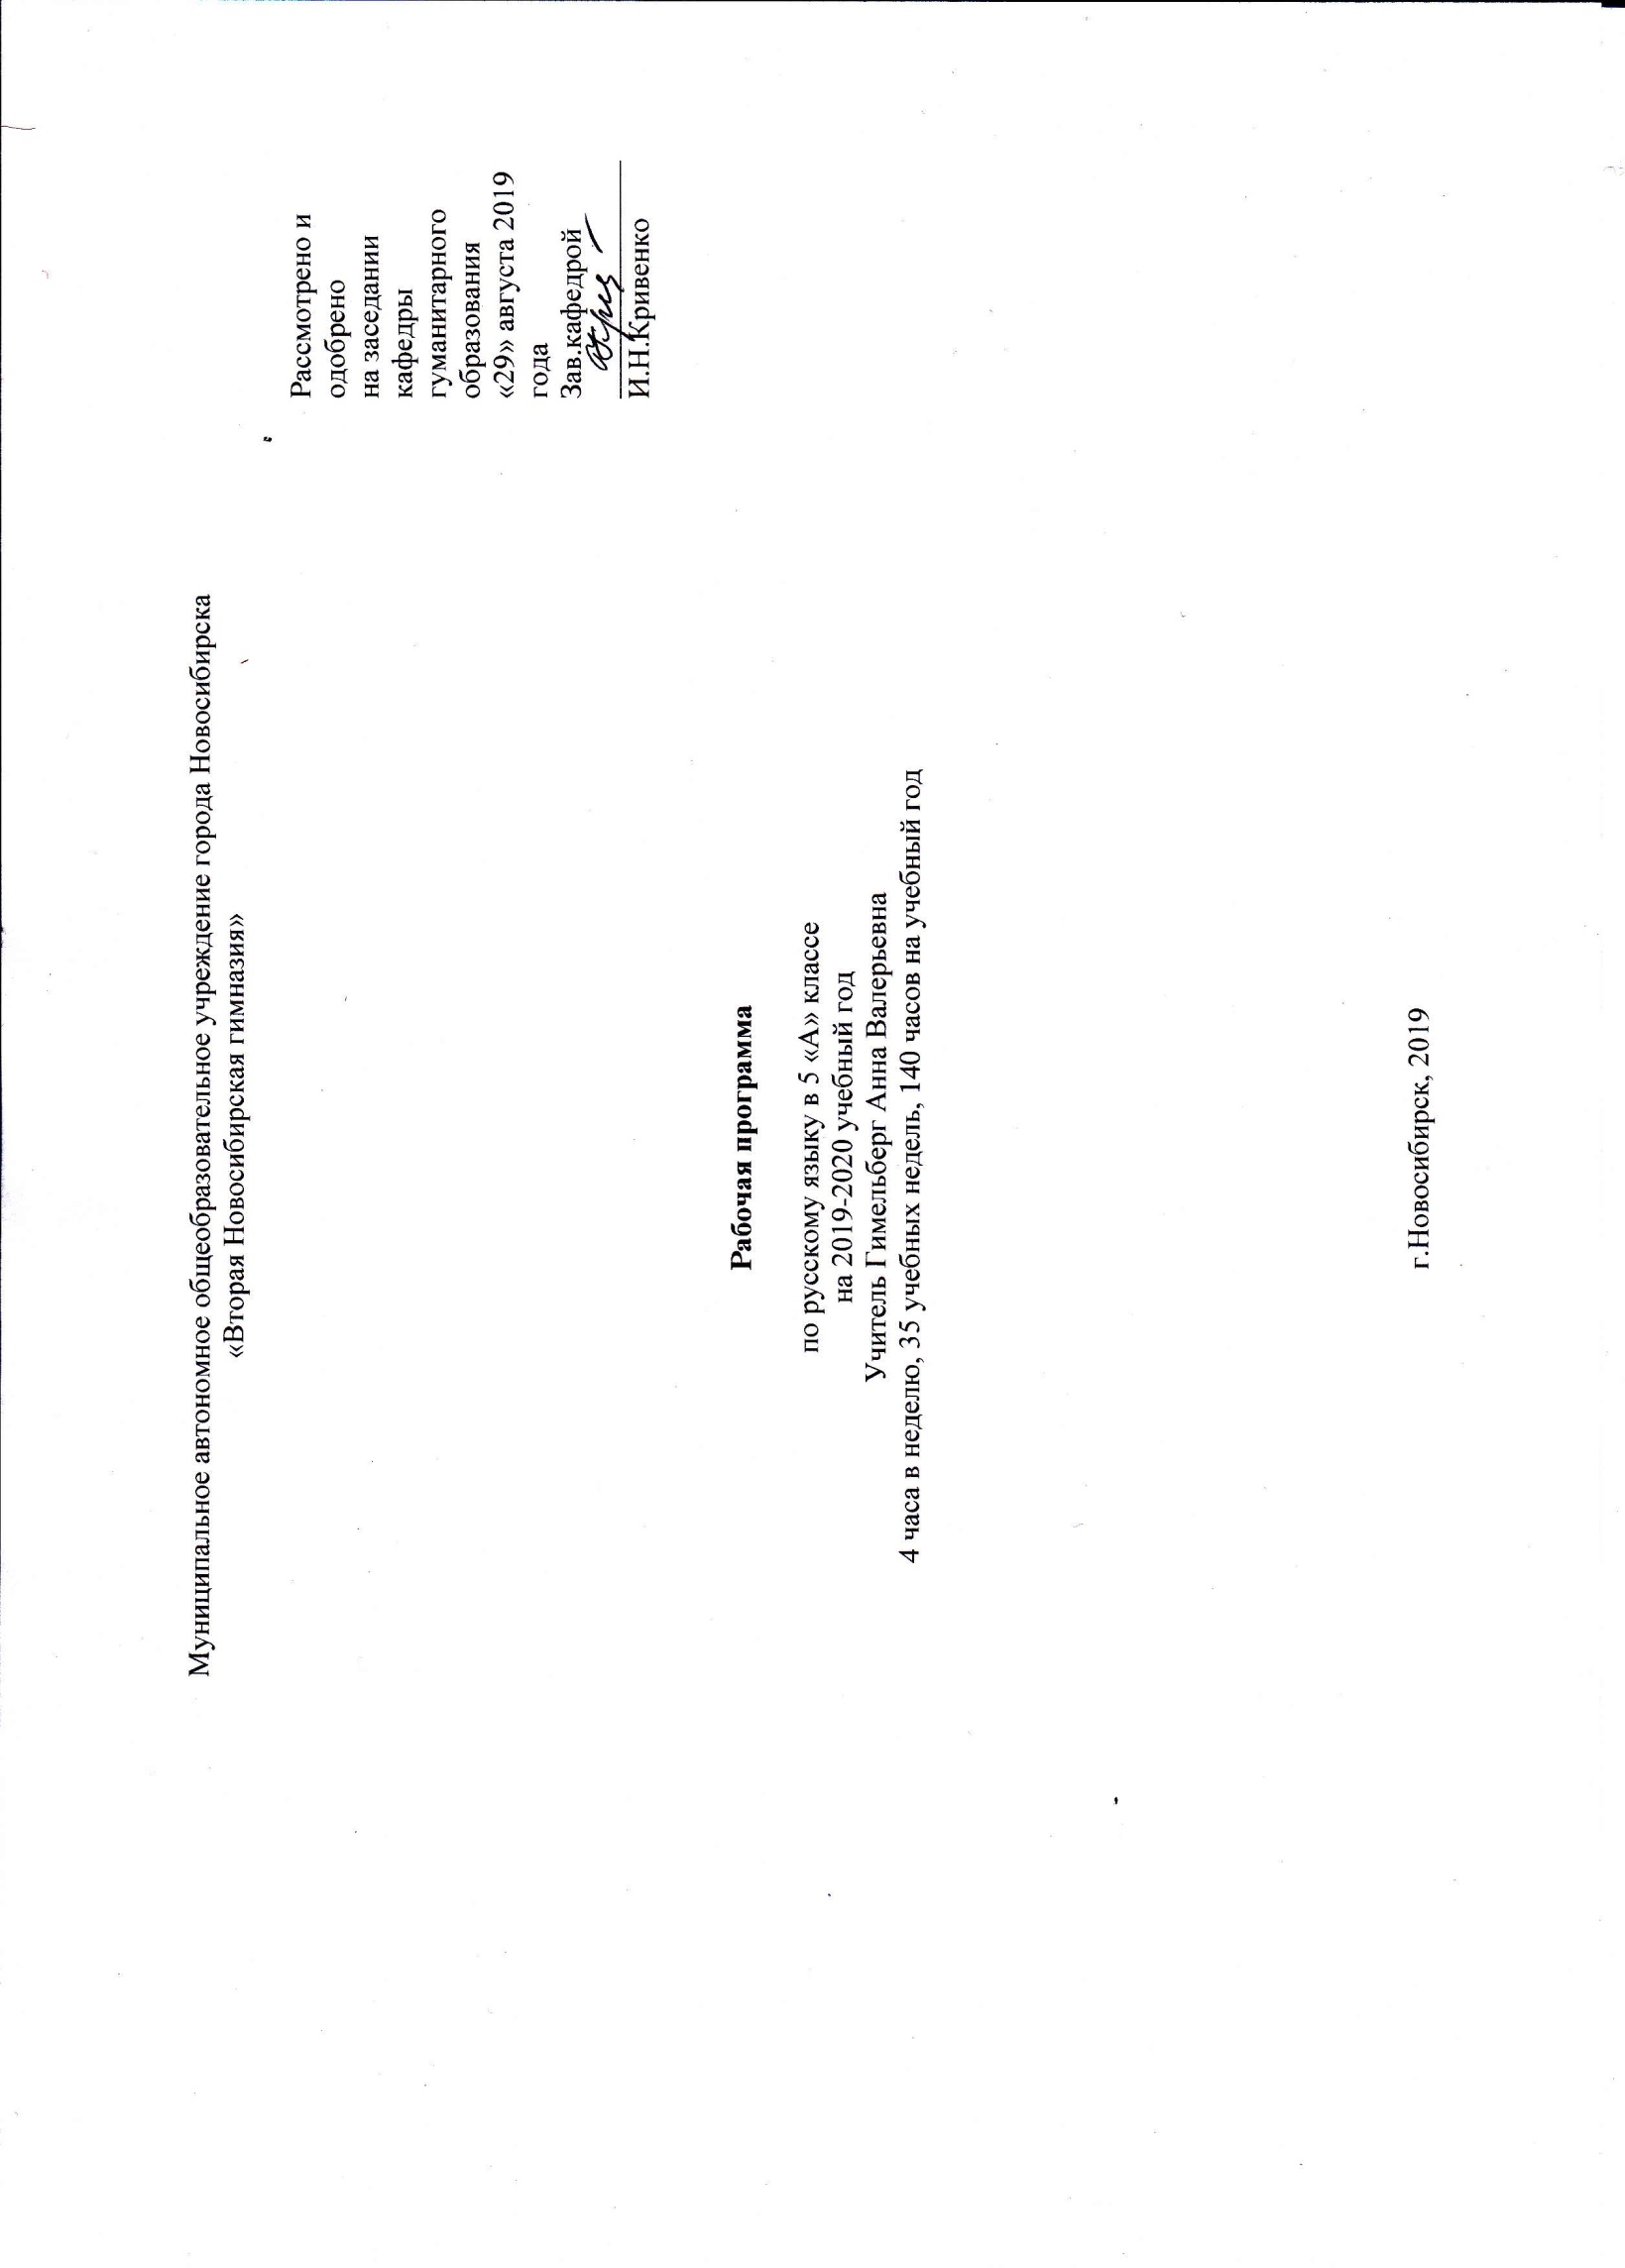 Муниципальное автономное общеобразовательное учреждение города Новосибирска
«Вторая Новосибирская гимназия»
Рассмотрено и
одобрено
на заседании
кафедры
гуманитарного
образования
«29» августа 2019
года
Зав.кафедрой
И.Н.Кривенко
Рабочая программа
по русскому языку в 5 «А» классе
на 2019-2020 учебный год
Учитель Гимельберг Анна Валерьевна
4 часа в неделю, 35 учебных недель, 140 часов на учебный год
г.Новосибирск, 2019